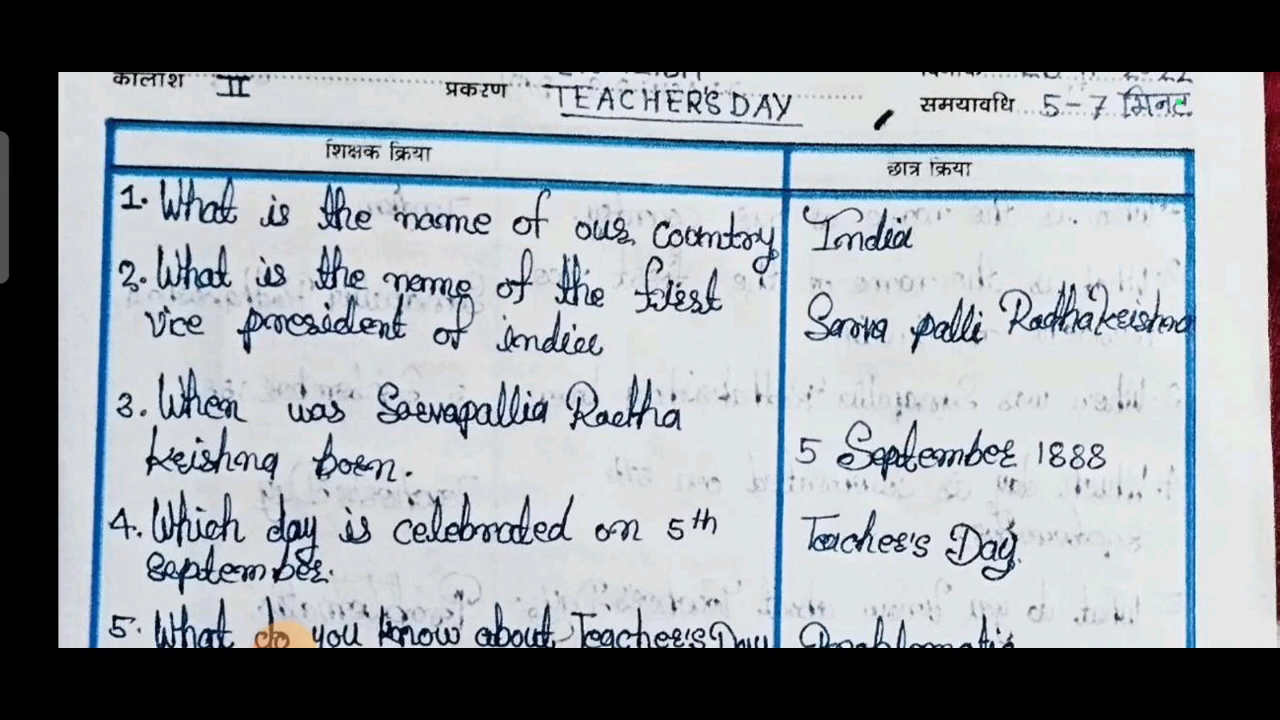 कालांश II
प्रकरण TEACHER'S DAY
समयावधि 5-7 मिनट
शिक्षक क्रिया
छात्र क्रिया
1. What is the name of our country
India
2. What is the name of the first
vice president of India
Sarva palli Radhakrishna
3. When was Sarvapallia Radha
krishna born.
5 September 1888
4. Which day is celebrated on 5th
September.
Teacher's Day.
5. What do you know about Teacher's Day
Problematic